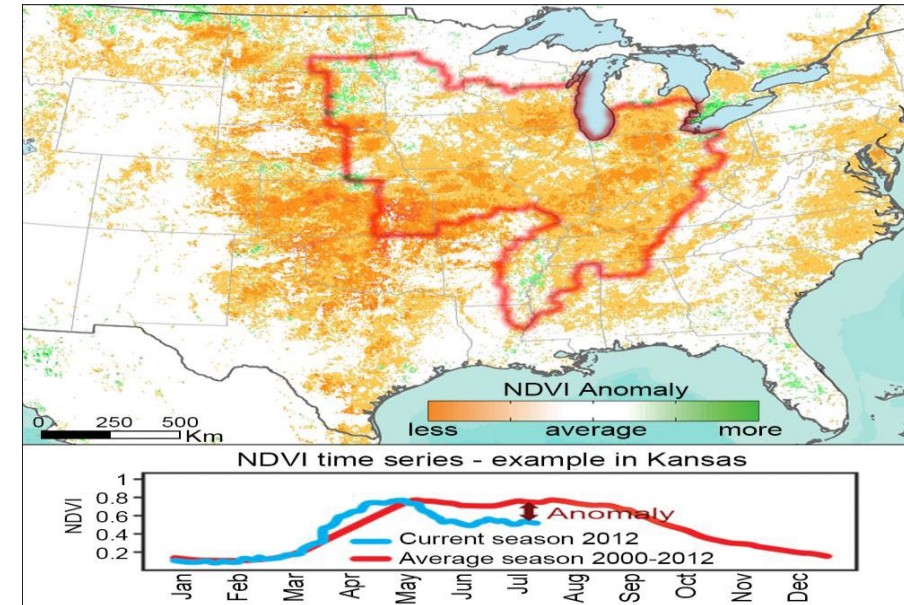 NDVI Anomaly
less average more
0 250 500
Km
NDVI time series - example in Kansas
1
0.8
0.6
0.4
0.2
NDVI
Anomaly
Current season 2012
Average season 2000-2012
Jan Feb Mar Apr May Jun Jul Aug Sep Oct Nov Dec